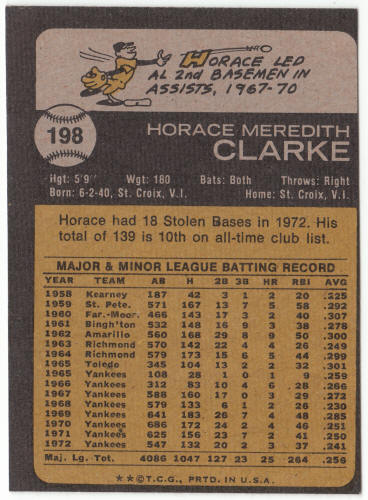 HORACE LED
AL 2nd BASEMEN IN
ASSISTS, 1967-70
198
HORACE MEREDITH
CLARKE
Hgt: 5'9" Wgt: 180 Bats: Both Throws: Right
Born: 6-2-40, St. Croix, V.I. Home: St. Croix, V.I.
Horace had 18 Stolen Bases in 1972. His
total of 139 is 10th on all-time club list.
MAJOR & MINOR LEAGUE BATTING RECORD
YEAR TEAM AB H 2B 3B HR RBI AVG.
1958 Kearney 187 42 3 1 2 20 .225
1959 St. Pete. 571 167 13 7 5 58 .292
1960 Far.-Moor. 466 143 17 3 2 38 .307
1961 Bingh'ton 532 148 16 9 3 38 .278
1962 Amarillo 560 168 29 8 9 50 .300
1963 Richmond 570 142 22 4 4 26 .249
1964 Richmond 579 173 15 6 5 44 .299
1965 Toledo 345 104 13 2 2 32 .301
1965 Yankees 108 28 1 0 1 9 .259
1966 Yankees 312 83 10 4 6 28 .266
1967 Yankees 588 160 17 0 3 29 .272
1968 Yankees 579 133 6 1 2 26 .230
1969 Yankees 641 183 26 7 4 48 .285
1970 Yankees 686 172 24 2 4 46 .251
1971 Yankees 625 156 23 7 2 41 .250
1972 Yankees 547 132 20 2 3 37 .241
Maj. Lg. Tot. 4086 1047 127 23 25 264 .256
★★©T.C.G., PRTD. IN U.S.A.